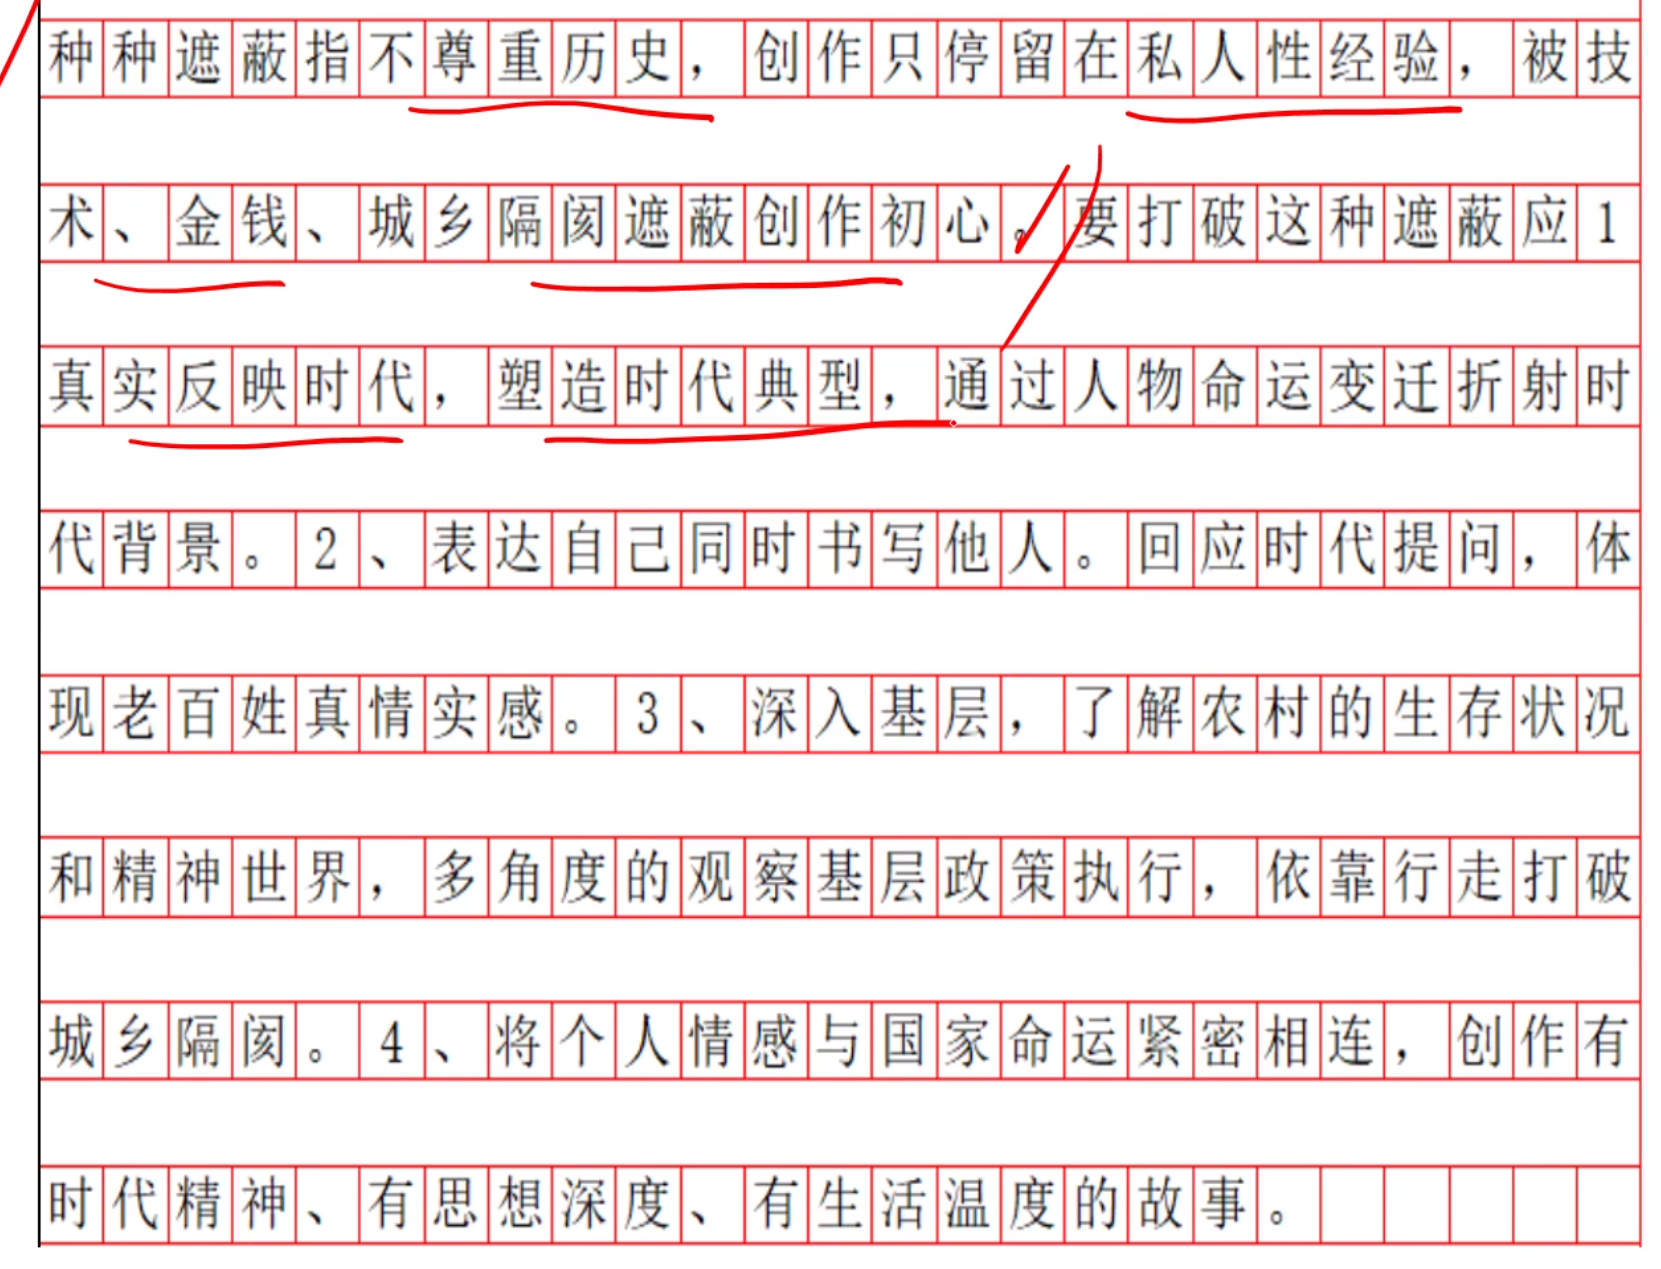 种种遮蔽指不尊重历史，创作只停留在私人性经验，被技
术、金钱、城乡隔阂遮蔽创作初心。要打破这种遮蔽应1
真实反映时代，塑造时代典型，通过人物命运变迁折射时
代背景。2、表达自己同时书写他人。回应时代提问，体
现老百姓真情实感。3、深入基层，了解农村的生存状况
和精神世界，多角度的观察基层政策执行，依靠行走打破
城乡隔阂。4、将个人情感与国家命运紧密相连，创作有
时代精神、有思想深度、有生活温度的故事。